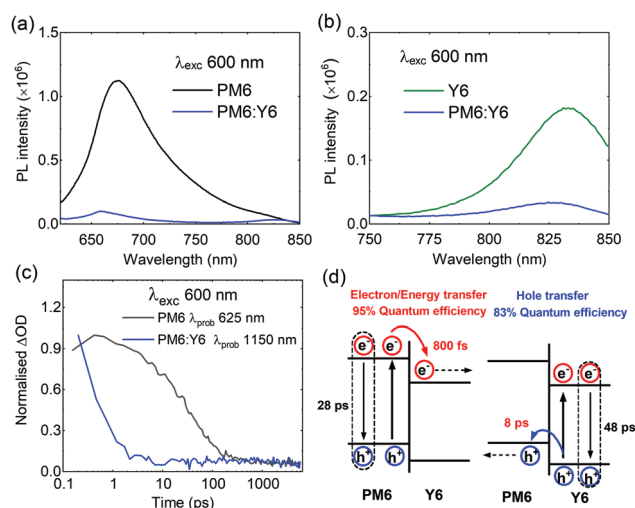 (a)
λexc 600 nm
PM6
PM6:Y6
PL intensity (×10⁶)
1.5
1.0
0.5
0.0
650 700 750 800 850
Wavelength (nm)
(b)
λexc 600 nm
Y6
PM6:Y6
PL intensity (×10⁶)
0.3
0.2
0.1
0.0
750 775 800 825 850
Wavelength (nm)
(c)
λexc 600 nm
PM6 λprob 625 nm
PM6:Y6 λprob 1150 nm
Normalised ΔOD
1.2
0.9
0.6
0.3
0.0
0.1 1 10 100 1000
Time (ps)
(d)
Electron/Energy transfer
95% Quantum efficiency
Hole transfer
83% Quantum efficiency
e⁻ e⁻ 800 fs
e⁻
28 ps
h⁺ h⁺
PM6 Y6
e⁻ e⁻
8 ps
48 ps
h⁺
h⁺ h⁺
PM6 Y6